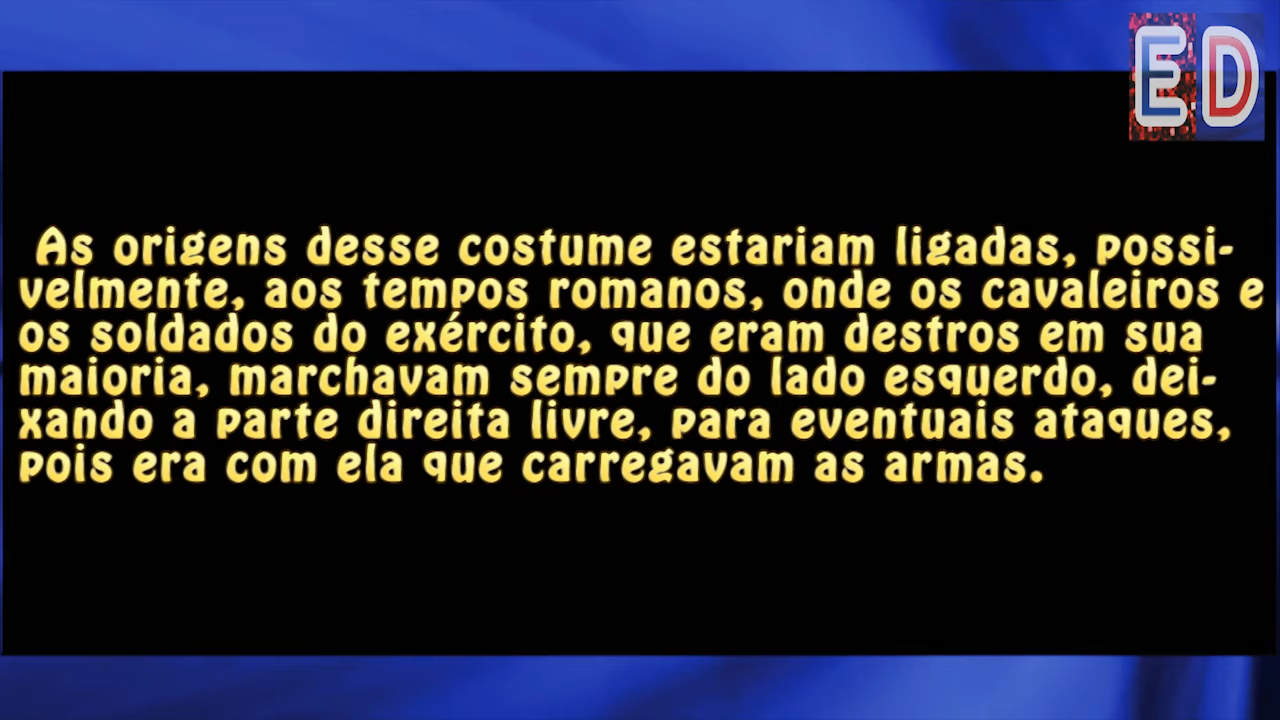 ED
As origens desse costume estariam ligadas, possi-
velmente, aos tempos romanos, onde os cavaleiros e
os soldados do exército, que eram destros em sua
maioria, marchavam sempre do lado esquerdo, dei-
xando a parte direita livre, para eventuais ataques,
pois era com ela que carregavam as armas.